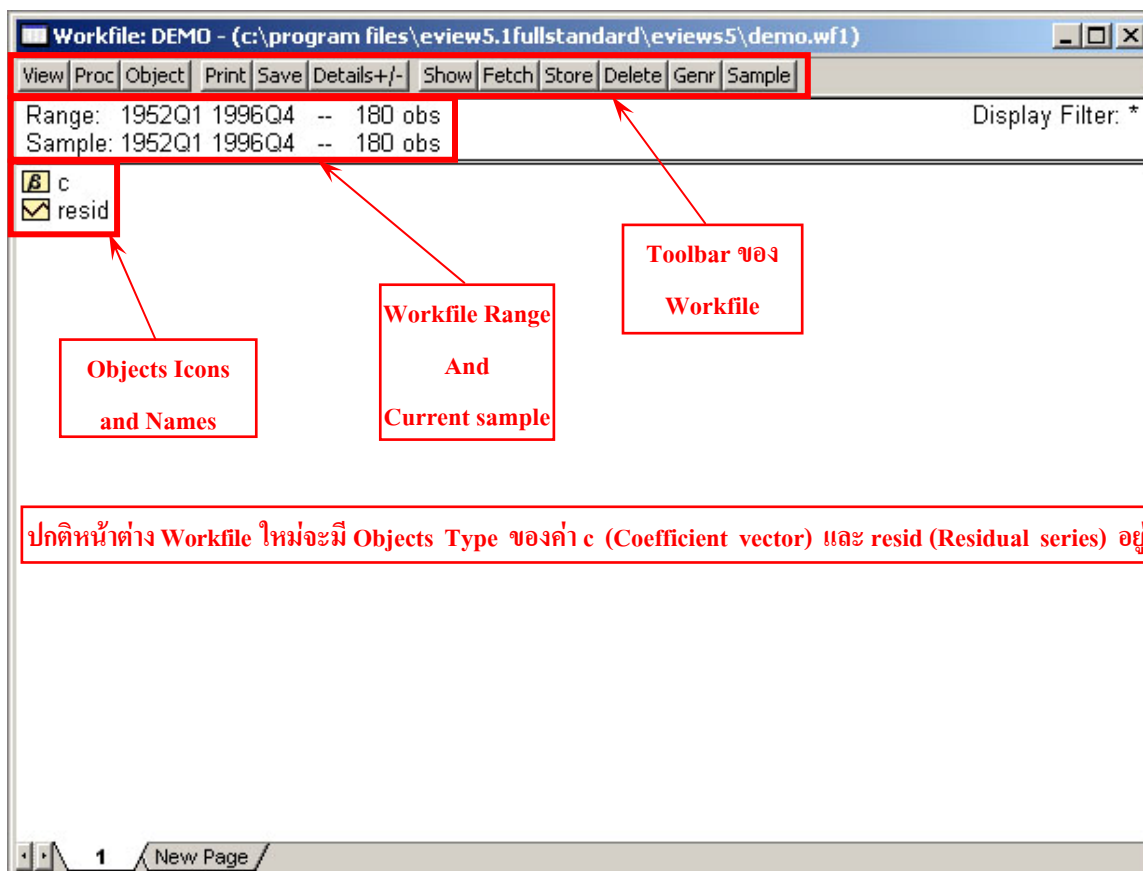 Workfile: DEMO - (c:\program files\eview5.1fullstandard\eviews5\demo.wf1)
View Proc Object Print Save Details+/- Show Fetch Store Delete Genr Sample
Range: 1952Q1 1996Q4 -- 180 obs
Display Filter: *
Sample: 1952Q1 1996Q4 -- 180 obs
β c
resid
Toolbar ของ
Workfile
Workfile Range
And
Current sample
Objects Icons
and Names
ปกติหน้าต่าง Workfile ใหม่จะมี Objects Type ของค่า c (Coefficient vector) และ resid (Residual series) อยู่
1 New Page